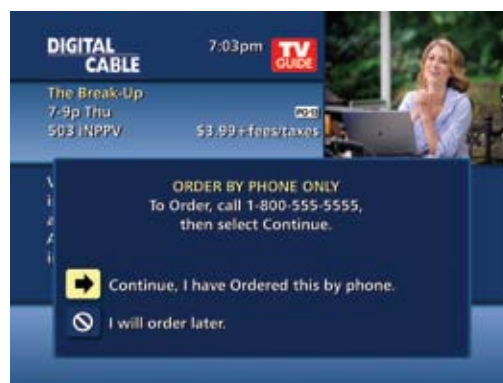 DIGITAL
CABLE
7:03pm
TV
GUIDE
The Break-Up
7-9p Thu
PG-13
503 iNPPV
$3.99+fees/taxes
ORDER BY PHONE ONLY
To Order, call 1-800-555-5555,
then select Continue.
Continue, I have Ordered this by phone.
I will order later.